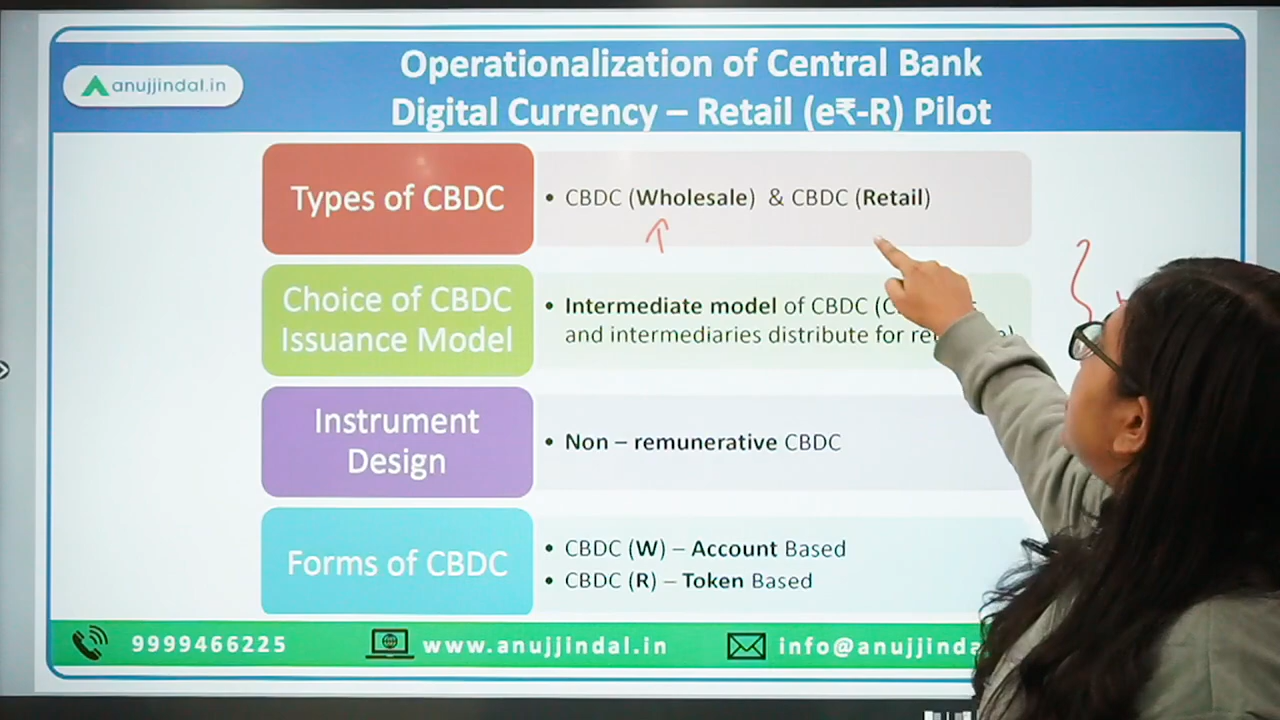 anujjindal.in
Operationalization of Central Bank
Digital Currency – Retail (e₹-R) Pilot
Types of CBDC
• CBDC (Wholesale) & CBDC (Retail)
Choice of CBDC
Issuance Model
• Intermediate model of CBDC
and intermediaries distribute for
Instrument
Design
• Non – remunerative CBDC
Forms of CBDC
• CBDC (W) – Account Based
• CBDC (R) – Token Based
9999466225
www.anujjindal.in